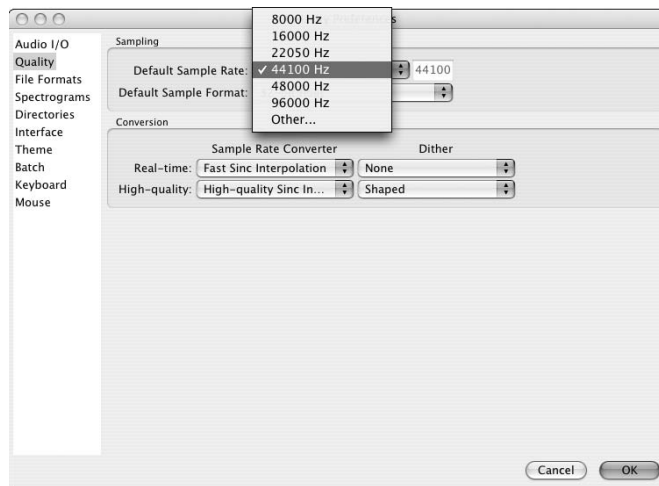 8000 Hz
16000 Hz
22050 Hz
✓ 44100 Hz
48000 Hz
96000 Hz
Other...
Audio I/O
Quality
File Formats
Spectrograms
Directories
Interface
Theme
Batch
Keyboard
Mouse
Sampling
Default Sample Rate: 44100
Default Sample Format:
Conversion
Sample Rate Converter Dither
Real-time: Fast Sinc Interpolation None
High-quality: High-quality Sinc In... Shaped
Cancel OK